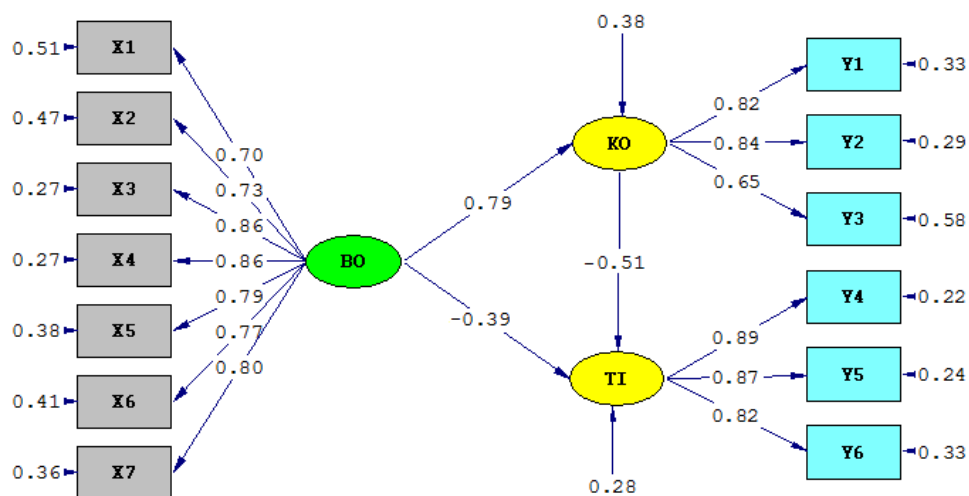 0.38
0.51 X1 Y1 0.33
0.82
0.47 X2 0.70 KO 0.84 Y2 0.29
0.73 0.65
0.27 X3 0.79 Y3 0.58
0.86
0.27 X4 0.86 BO -0.51
0.79 Y4 0.22
0.38 X5 -0.39 0.89
0.77 0.87 Y5 0.24
0.80 TI
0.41 X6 0.82
Y6 0.33
0.36 X7 0.28